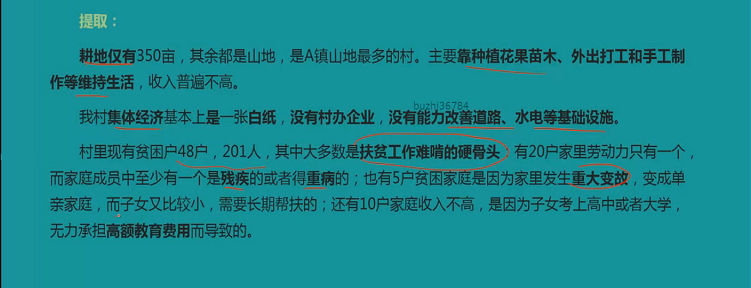 提取：
耕地仅有350亩，其余都是山地，是A镇山地最多的村。主要靠种植花果苗木、外出打工和手工制
作等维持生活，收入普遍不高。
buzhi36784
我村集体经济基本上是一张白纸，没有村办企业，没有能力改善道路、水电等基础设施。
村里现有贫困户48户，201人，其中大多数是扶贫工作难啃的硬骨头，有20户家里劳动力只有一个，
而家庭成员中至少有一个是残疾的或者得重病的；也有5户贫困家庭是因为家里发生重大变故，变成单
亲家庭，而子女又比较小，需要长期帮扶的；还有10户家庭收入不高，是因为子女考上高中或者大学，
无力承担高额教育费用而导致的。